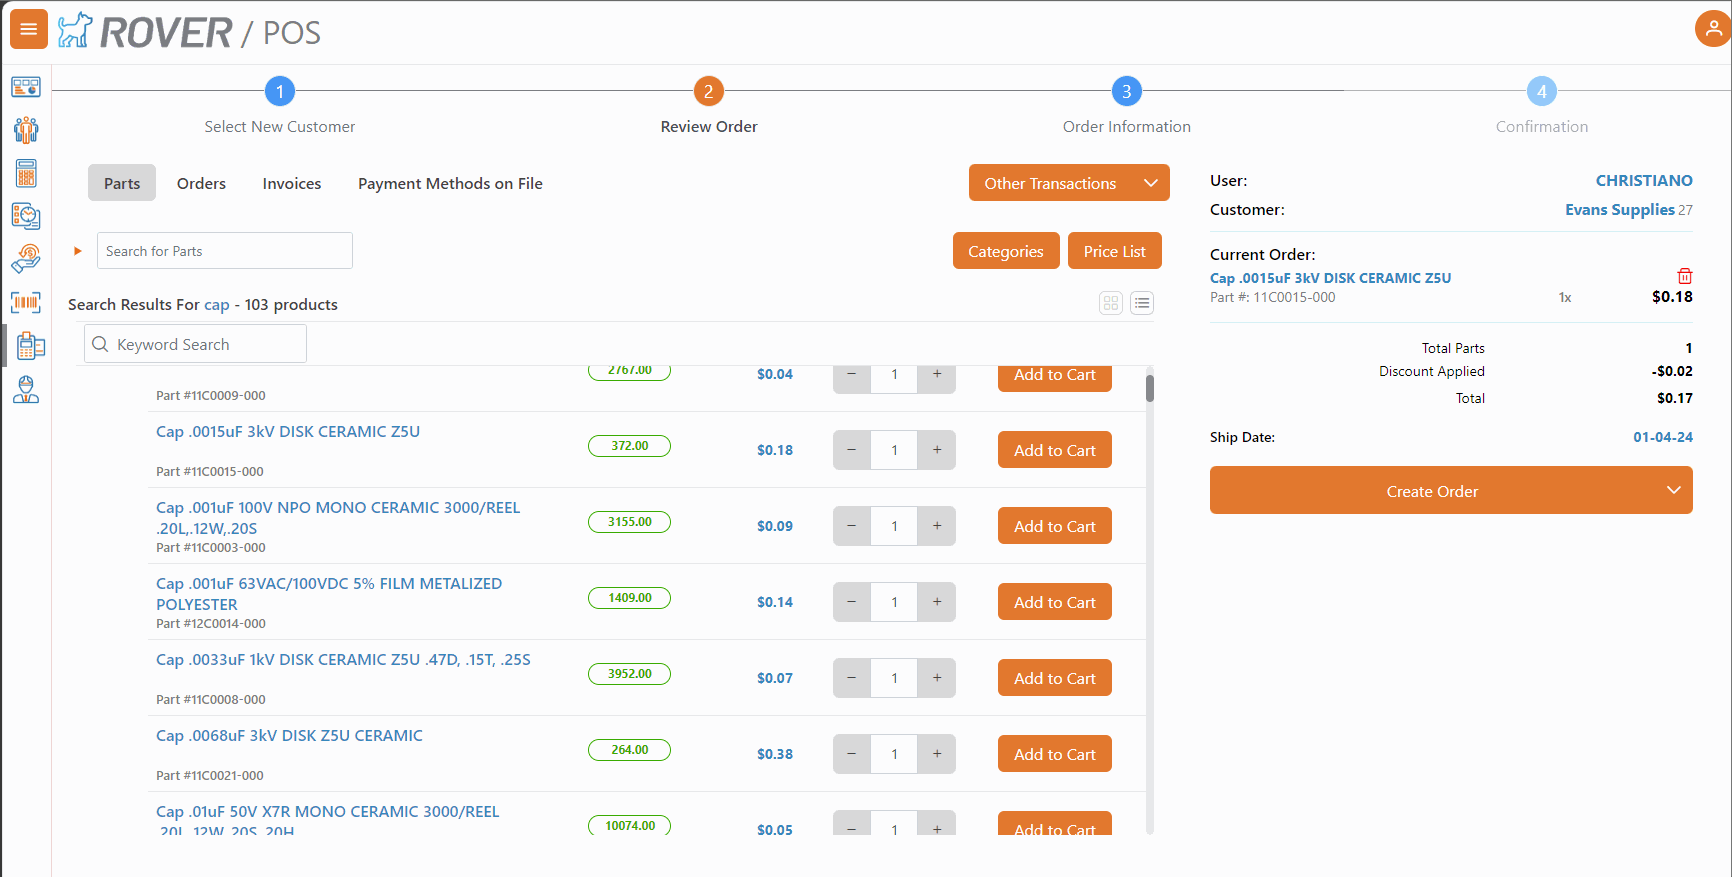 ROVER / POS
1
Select New Customer
2
Review Order
3
Order Information
4
Confirmation
Parts
Orders
Invoices
Payment Methods on File
Other Transactions
Search for Parts
Categories
Price List
Search Results For cap - 103 products
Keyword Search
2767.00
$0.04
− 1 +
Add to Cart
Part #11C0009-000
Cap .0015uF 3kV DISK CERAMIC Z5U
372.00
$0.18
− 1 +
Add to Cart
Part #11C0015-000
Cap .001uF 100V NPO MONO CERAMIC 3000/REEL
.20L,.12W,.20S
3155.00
$0.09
− 1 +
Add to Cart
Part #11C0003-000
Cap .001uF 63VAC/100VDC 5% FILM METALIZED
POLYESTER
1409.00
$0.14
− 1 +
Add to Cart
Part #12C0014-000
Cap .0033uF 1kV DISK CERAMIC Z5U .47D, .15T, .25S
3952.00
$0.07
− 1 +
Add to Cart
Part #11C0008-000
Cap .0068uF 3kV DISK Z5U CERAMIC
264.00
$0.38
− 1 +
Add to Cart
Part #11C0021-000
Cap .01uF 50V X7R MONO CERAMIC 3000/REEL
.20L,.12W,.20S,.20H
10074.00
$0.05
− 1 +
Add to Cart
User: CHRISTIANO
Customer: Evans Supplies 27
Current Order:
Cap .0015uF 3kV DISK CERAMIC Z5U
Part #: 11C0015-000 1x $0.18
Total Parts 1
Discount Applied -$0.02
Total $0.17
Ship Date: 01-04-24
Create Order